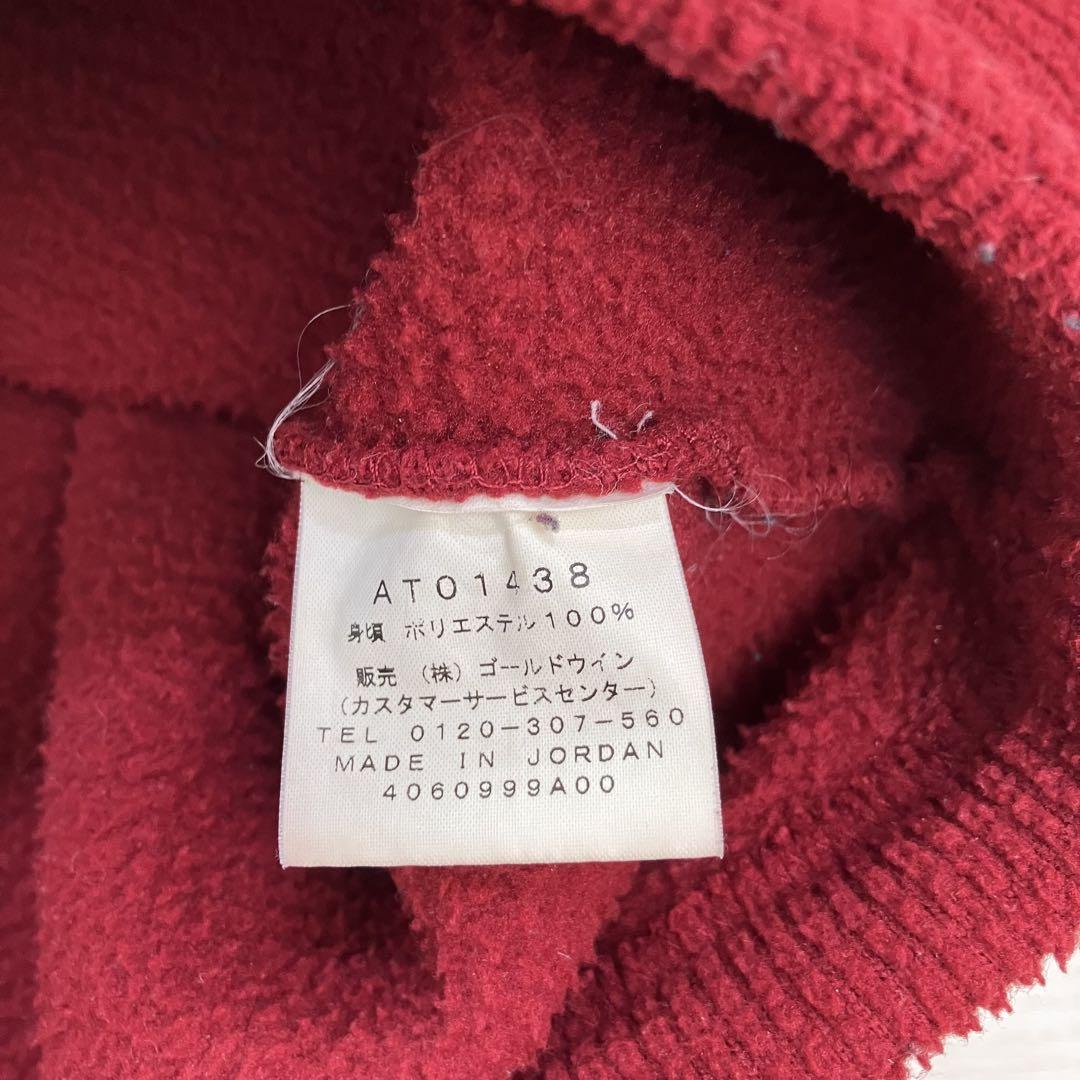 AT01438
身頃 ポリエステル100%
販売 (株)ゴールドウイン
(カスタマーサービスセンター)
TEL 0120-307-560
MADE IN JORDAN
4060999A00